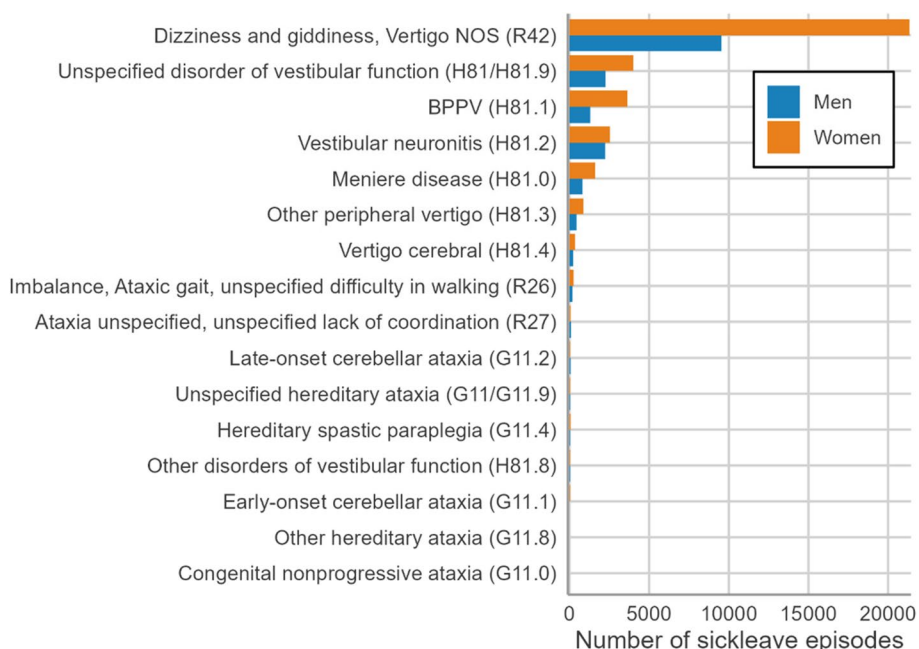 Dizziness and giddiness, Vertigo NOS (R42)
Unspecified disorder of vestibular function (H81/H81.9)
BPPV (H81.1)
Vestibular neuronitis (H81.2)
Meniere disease (H81.0)
Other peripheral vertigo (H81.3)
Vertigo cerebral (H81.4)
Imbalance, Ataxic gait, unspecified difficulty in walking (R26)
Ataxia unspecified, unspecified lack of coordination (R27)
Late-onset cerebellar ataxia (G11.2)
Unspecified hereditary ataxia (G11/G11.9)
Hereditary spastic paraplegia (G11.4)
Other disorders of vestibular function (H81.8)
Early-onset cerebellar ataxia (G11.1)
Other hereditary ataxia (G11.8)
Congenital nonprogressive ataxia (G11.0)
Men
Women
0 5000 10000 15000 20000
Number of sickleave episodes